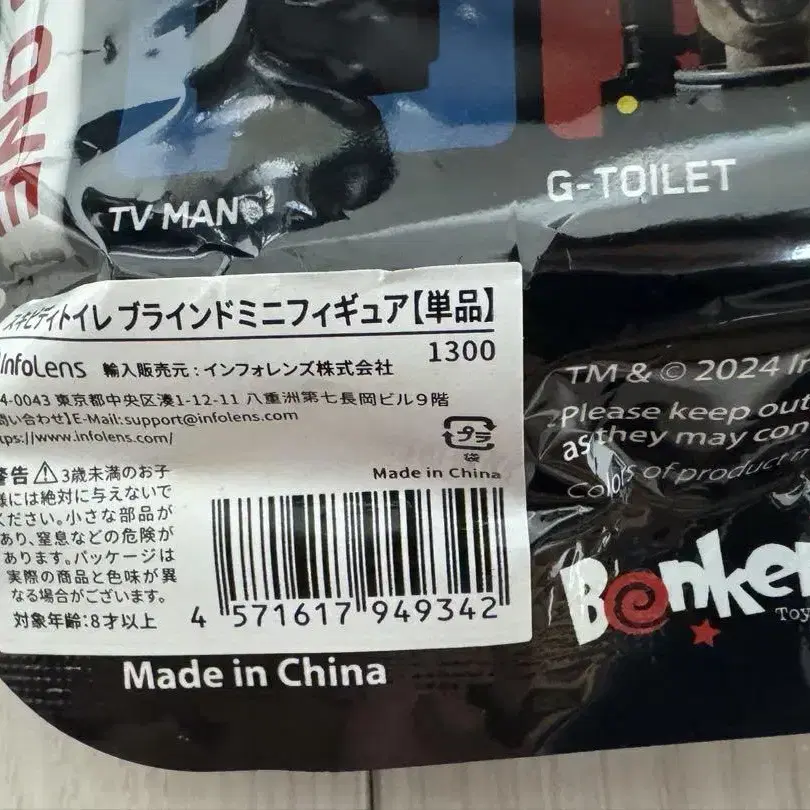 ONE
TV MAN
G-TOILET
スキビディトイレ ブラインドミニフィギュア【単品】
1300
InfoLens 輸入販売元：インフォレンズ株式会社
4-0043 東京都中央区湊1-12-11 八重洲第七長岡ビル9階
問い合わせ】E-Mail:support@infolens.com
ps://www.infolens.com/
プラ
袋
Made in China
警告⚠3歳未満のお子
様には絶対に与えないで
ください。小さな部品が
あり、窒息などの危険が
あります。パッケージは
実際の商品と色味が異
なる場合がございます。
対象年齢：8才以上
4 571617 949342
Made in China
TM & © 2024 In
Please keep out
as they may con
Colors of product m
Bonker
Toy